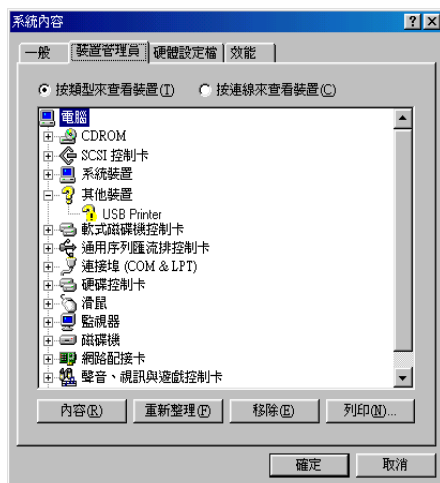 系統內容
一般 裝置管理員 硬體設定檔 效能
按類型來查看裝置(T) 按連線來查看裝置(C)
電腦
CDROM
SCSI 控制卡
系統裝置
其他裝置
USB Printer
軟式磁碟機控制卡
通用序列匯流排控制卡
連接埠 (COM & LPT)
硬碟控制卡
滑鼠
監視器
磁碟機
網路配接卡
聲音、視訊與遊戲控制卡
內容(R) 重新整理(F) 移除(E) 列印(N)...
確定 取消